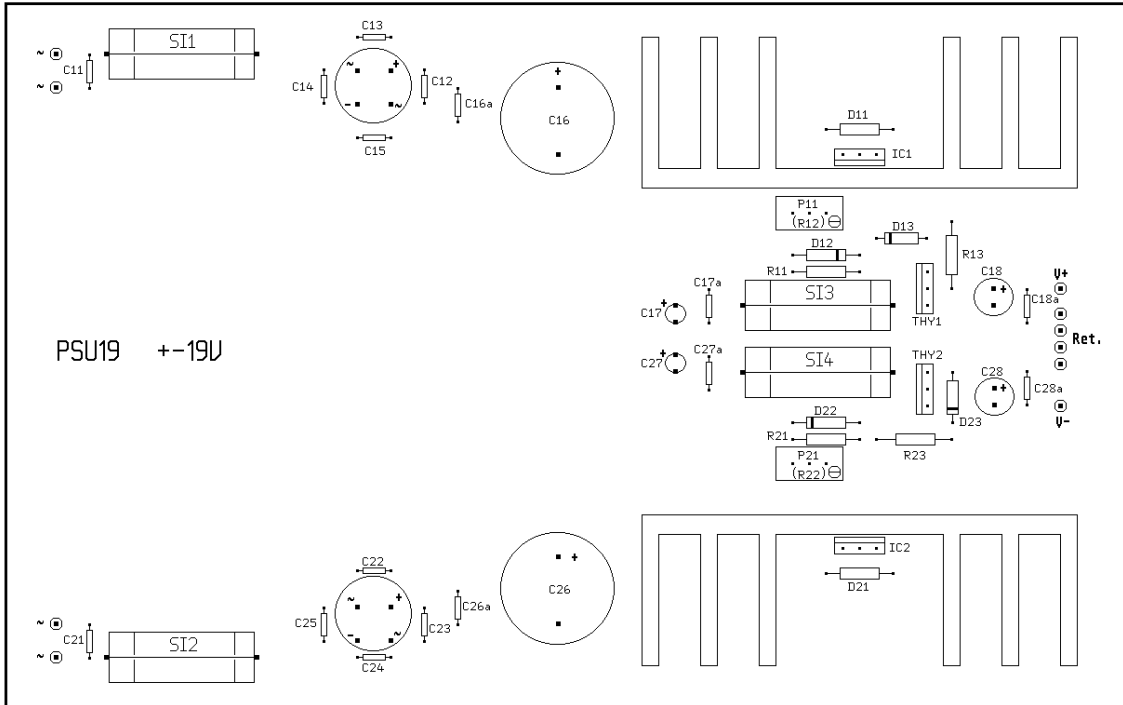 C13
SI1
~
C11
~
~ +
C14
C12
- ~
C16a
C15
+
C16
D11
IC1
P11
(R12)
D13
D12
R13
R11
C18
V+
C17a
SI3
+
C18a
+
C17
THY1
Ret.
PSU19 +-19V
C27a
+
C27
SI4
THY2
C28
+
C28a
D22
D23
V-
R21
R23
P21
(R22)
IC2
+
C22
D21
C26
~ +
C26a
C25
C23
- ~
C24
~
C21
~
SI2